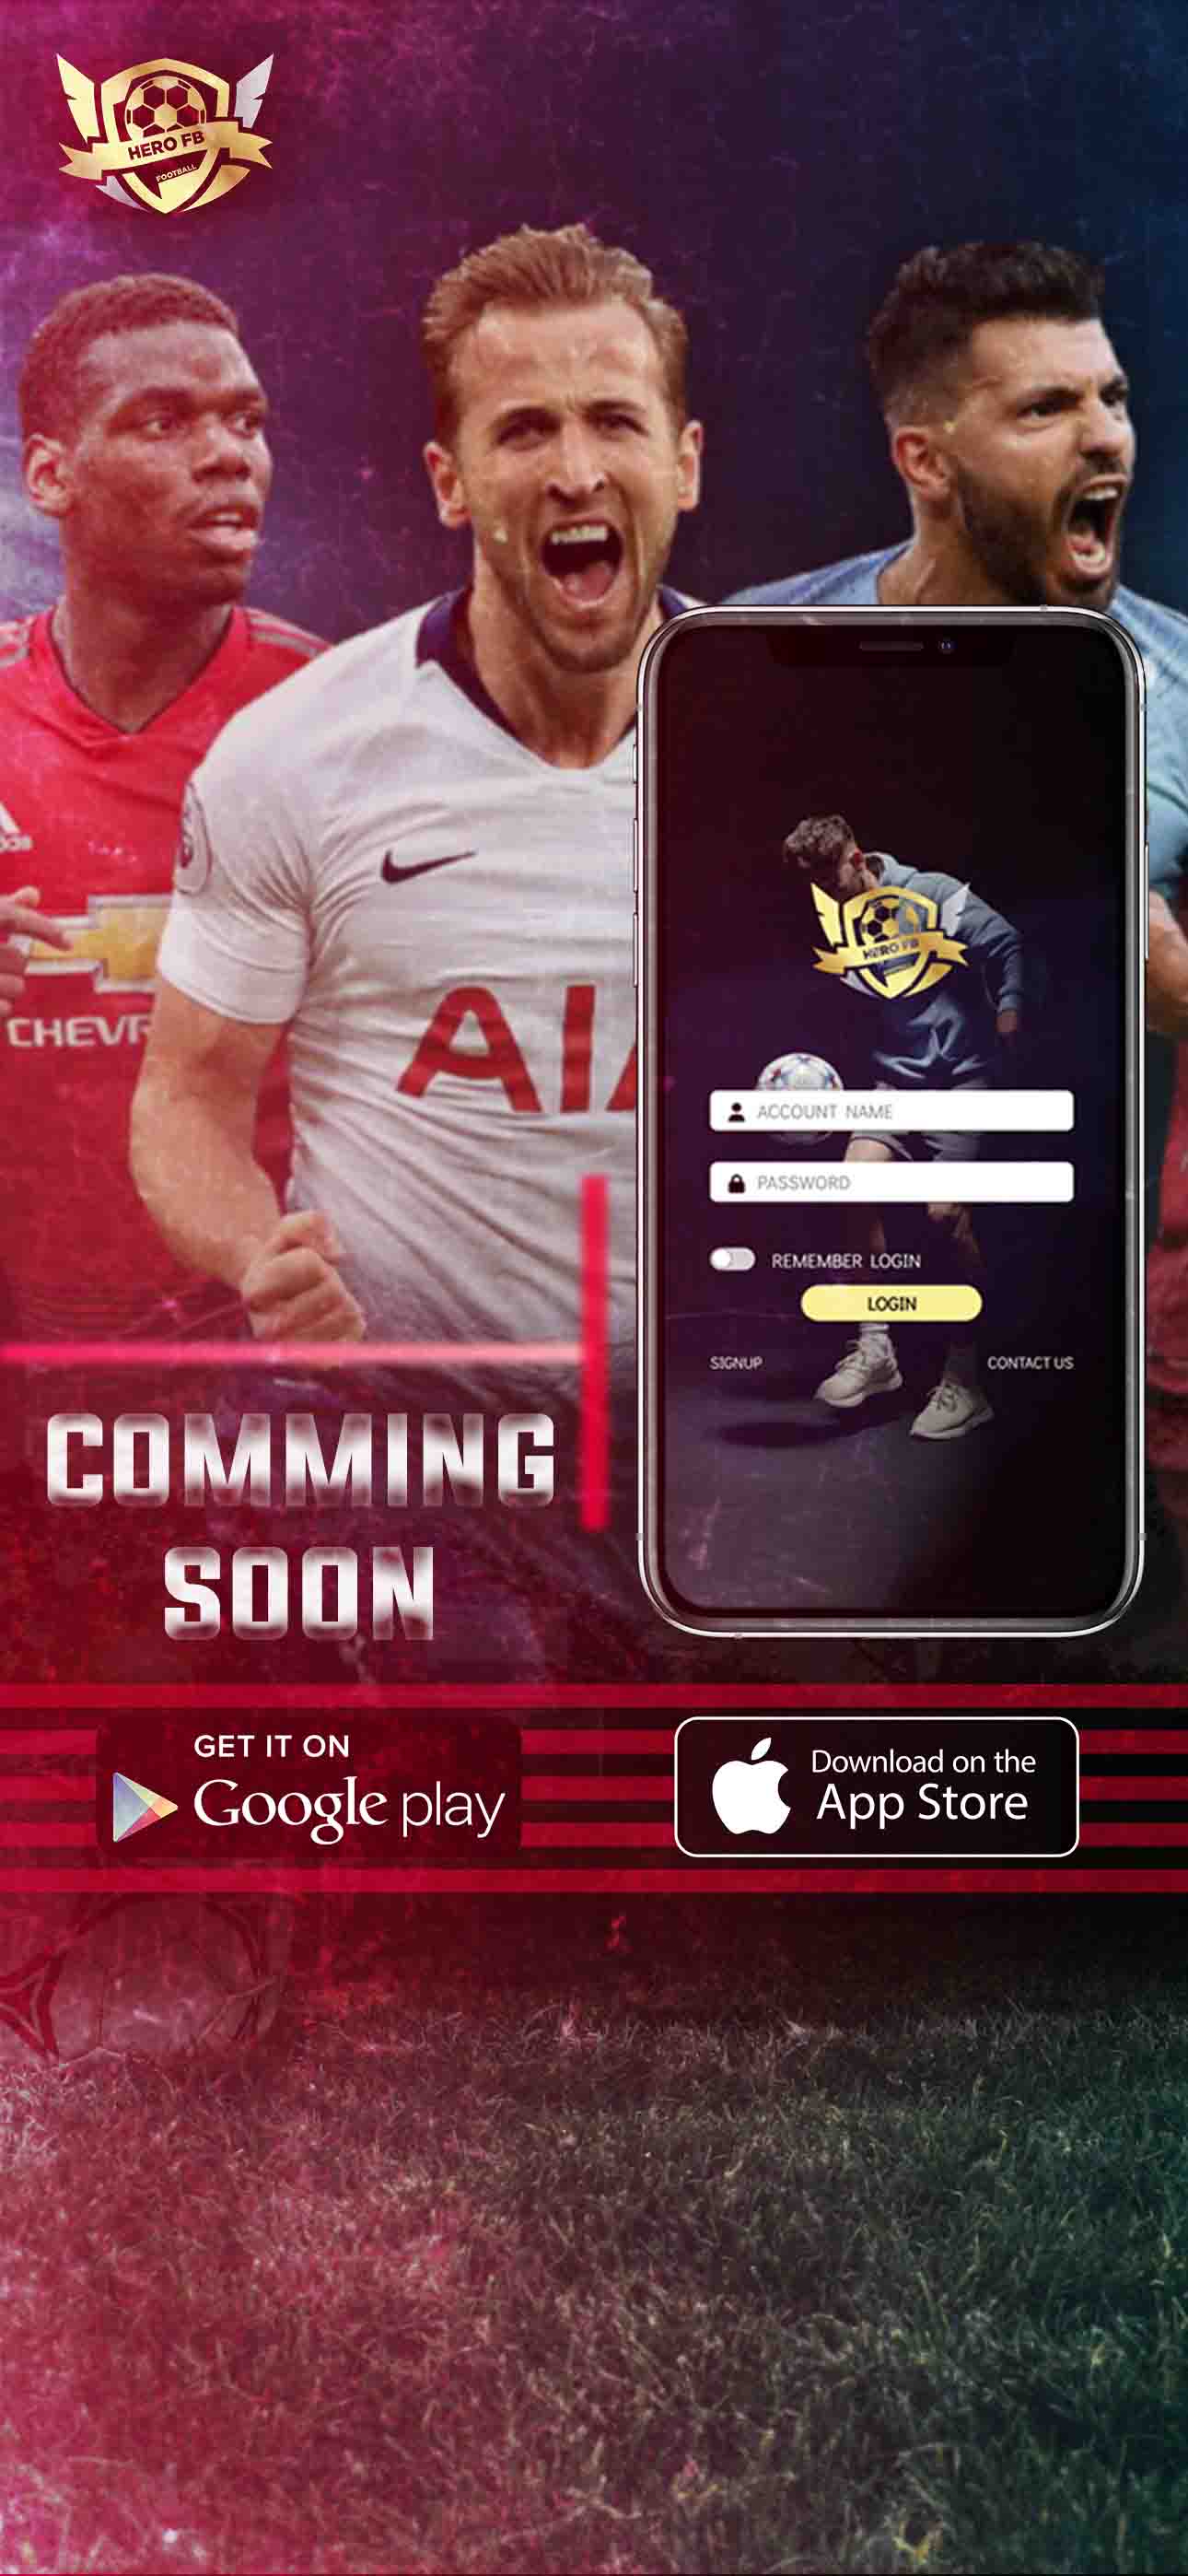 HERO FB
FOOTBALL
CHEVR
AIA
HERO FB
ACCOUNT NAME
PASSWORD
REMEMBER LOGIN
LOGIN
SIGNUP
CONTACT US
COMMING
SOON
GET IT ON
Google play
Download on the
App Store